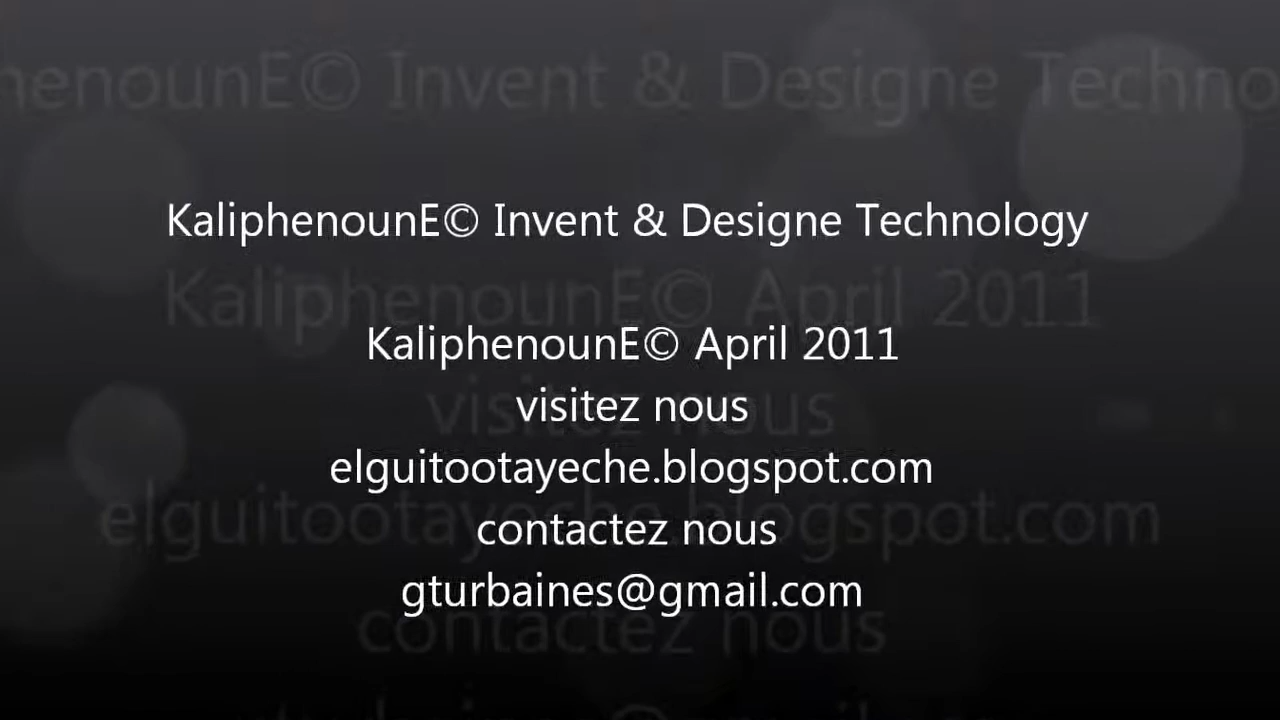 KaliphenounE© Invent & Designe Technology
KaliphenounE© April 2011
visitez nous
elguitootayeche.blogspot.com
contactez nous
gturbaines@gmail.com